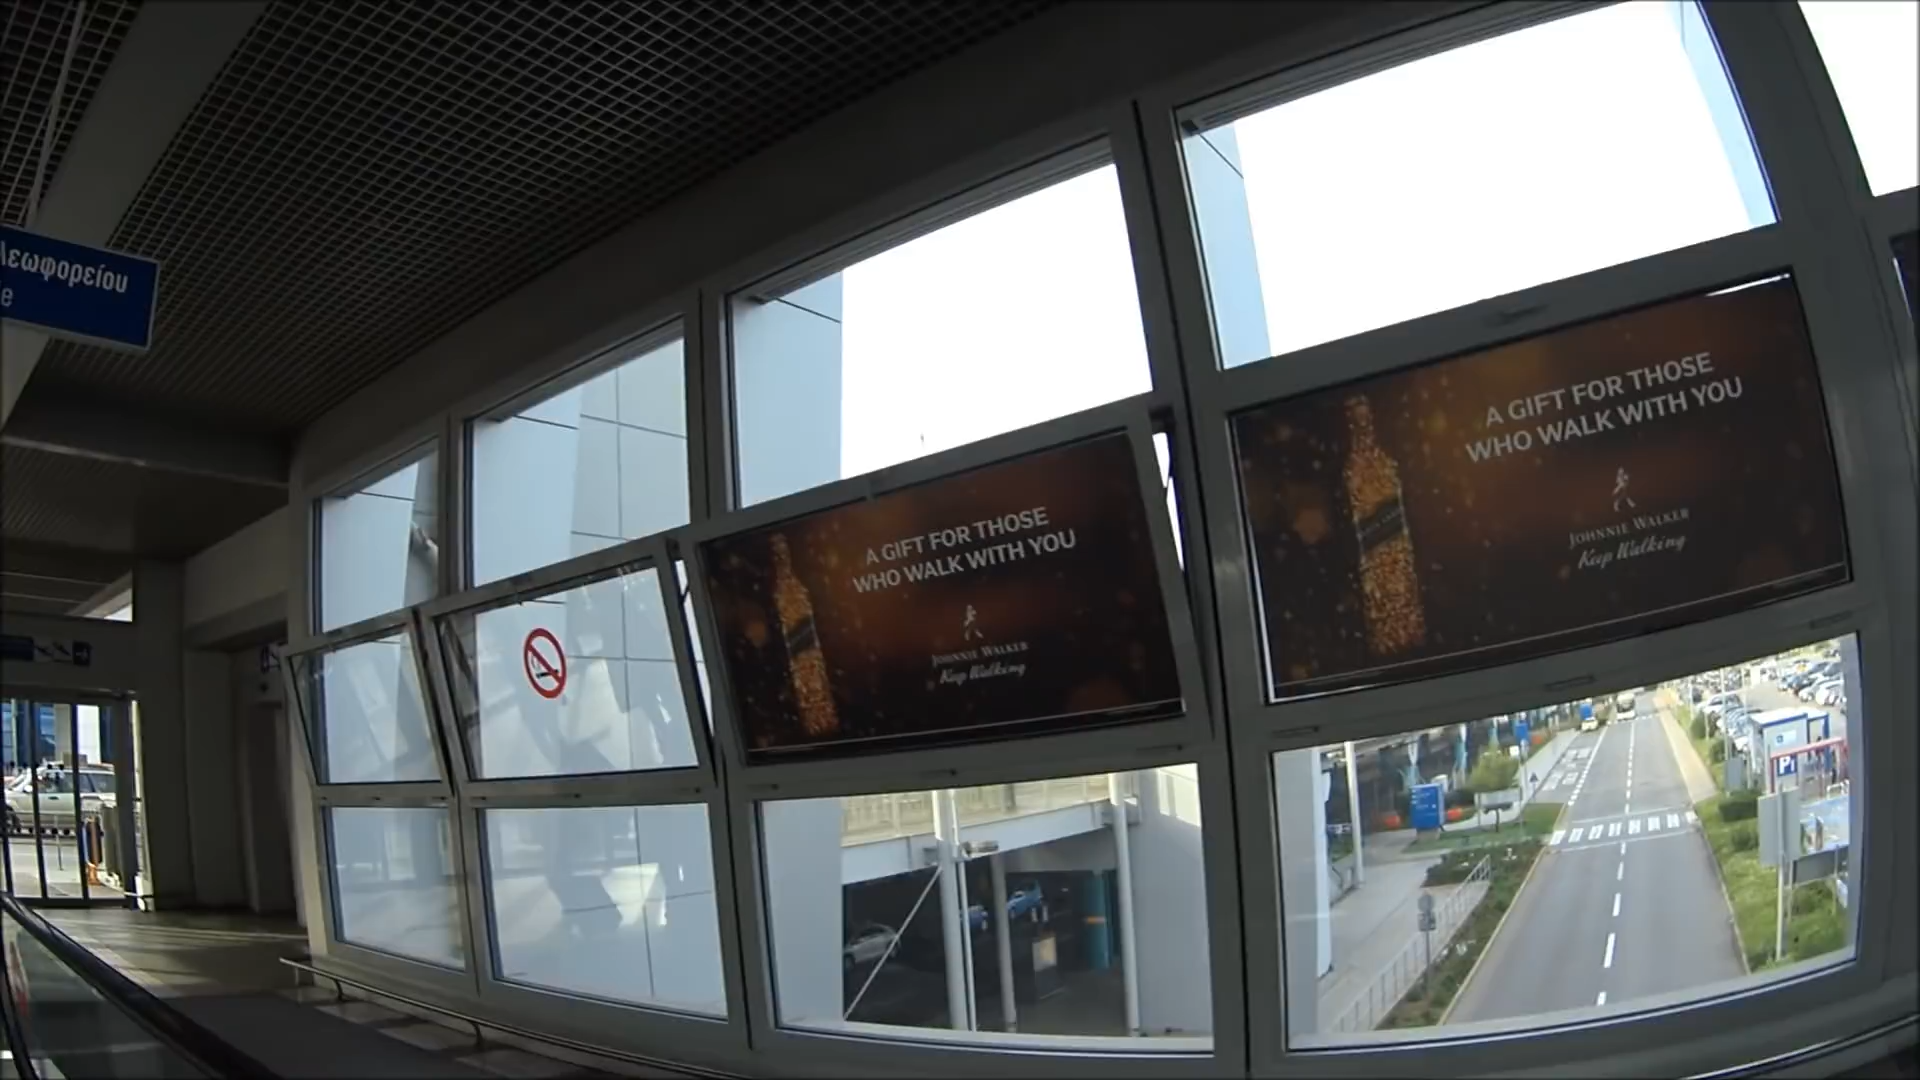 λεωφορείου
e
A GIFT FOR THOSE
WHO WALK WITH YOU
JOHNNIE WALKER
Keep Walking
A GIFT FOR THOSE
WHO WALK WITH YOU
JOHNNIE WALKER
Keep Walking
P